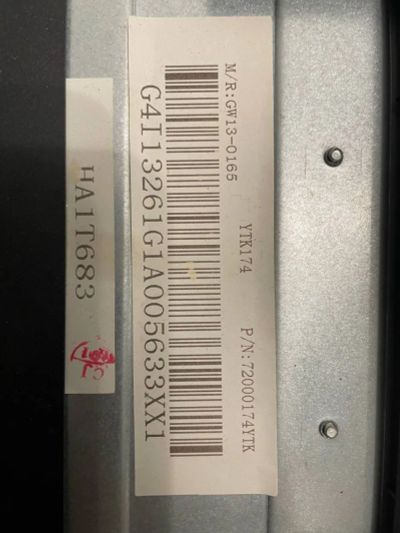 M/R:GW13-0165
YTK174
P/N:72000174YTK
G4I13261G1A005633XX1
HA1T683